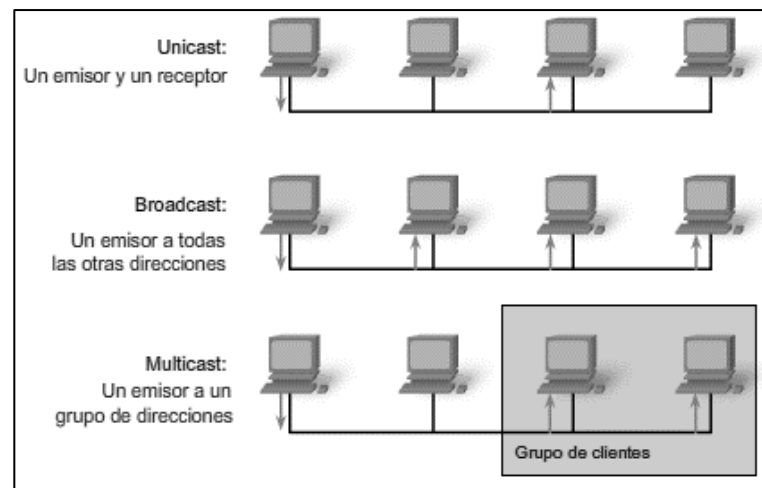 Unicast:
Un emisor y un receptor
Broadcast:
Un emisor a todas
las otras direcciones
Multicast:
Un emisor a un
grupo de direcciones
Grupo de clientes